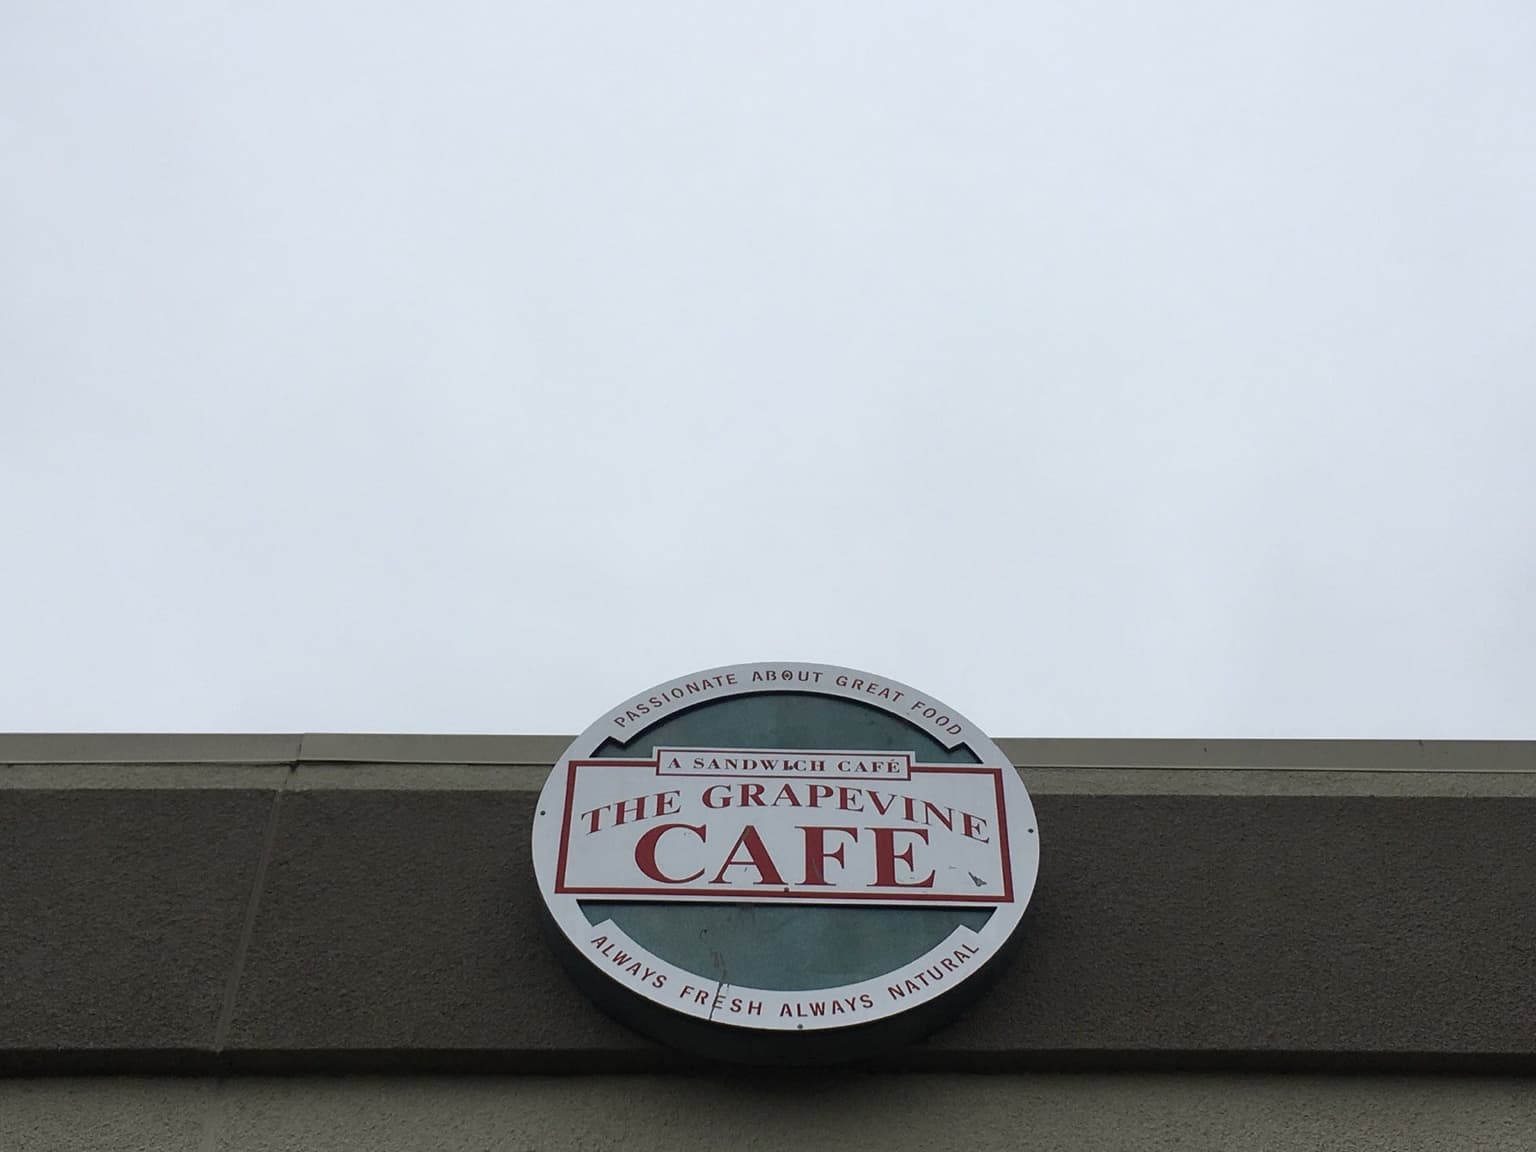 PASSIONATE ABOUT GREAT FOOD
A SANDWICH CAFÉ
THE GRAPEVINE
CAFE
ALWAYS FRESH ALWAYS NATURAL